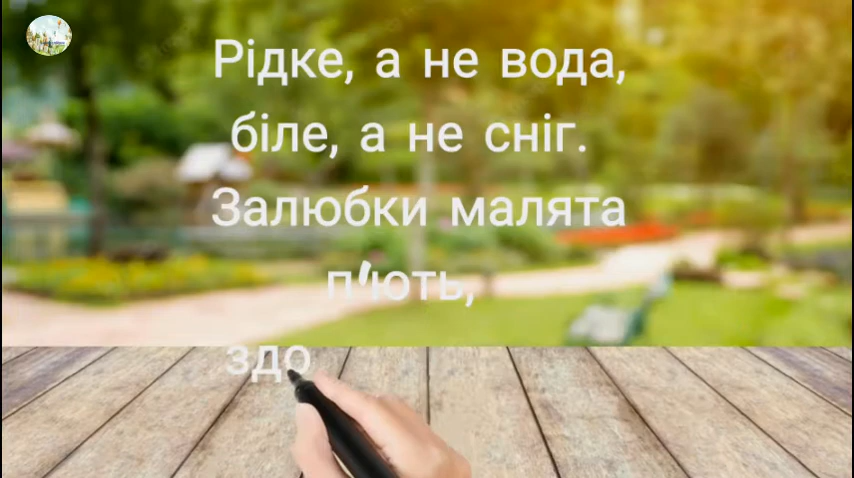 Рідке, а не вода,
біле, а не сніг.
Залюбки малята
п'ють,
здо